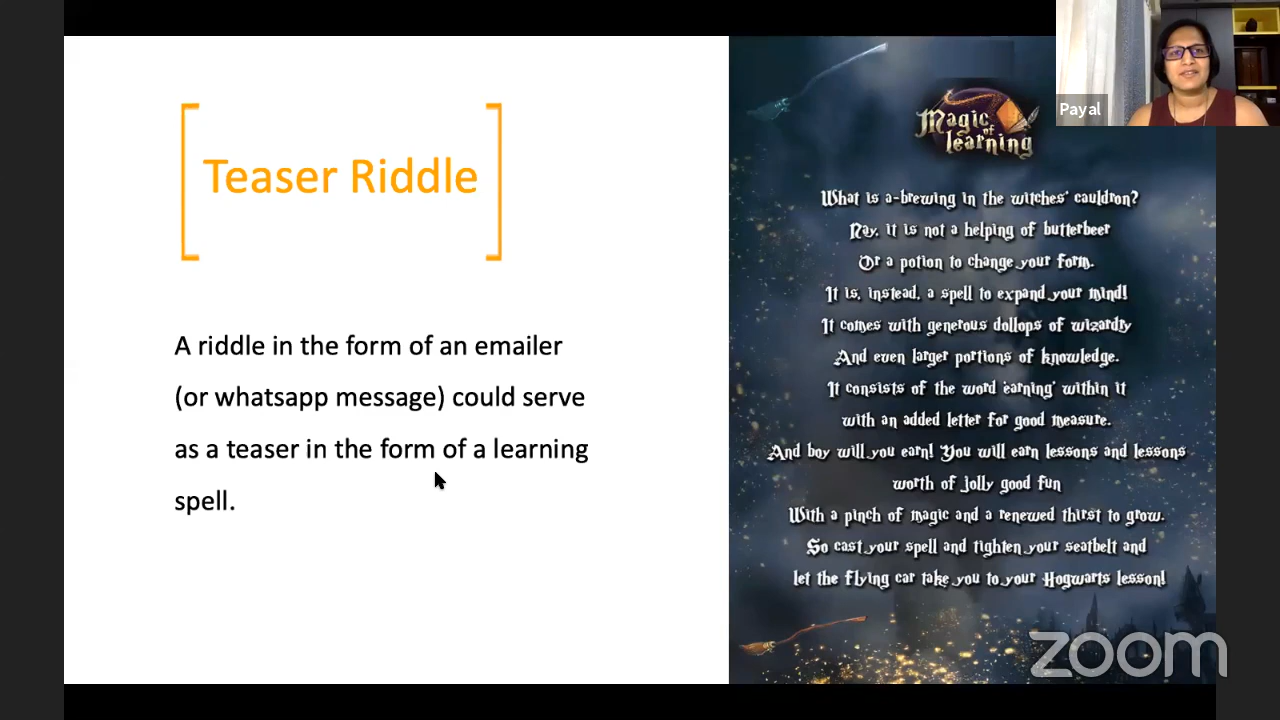 Teaser Riddle
A riddle in the form of an emailer
(or whatsapp message) could serve
as a teaser in the form of a learning
spell.
Magic
of
learning
What is a-brewing in the witches' cauldron?
Nay, it is not a helping of butterbeer
Or a potion to change your form.
It is, instead, a spell to expand your mind!
It comes with generous dollops of wizardry
And even larger portions of knowledge.
It consists of the word 'earning' within it
with an added letter for good measure.
And boy will you earn! You will earn lessons and lessons
worth of jolly good fun
With a pinch of magic and a renewed thirst to grow.
So cast your spell and tighten your seatbelt and
let the flying car take you to your Hogwarts lesson!
Payal
zoom